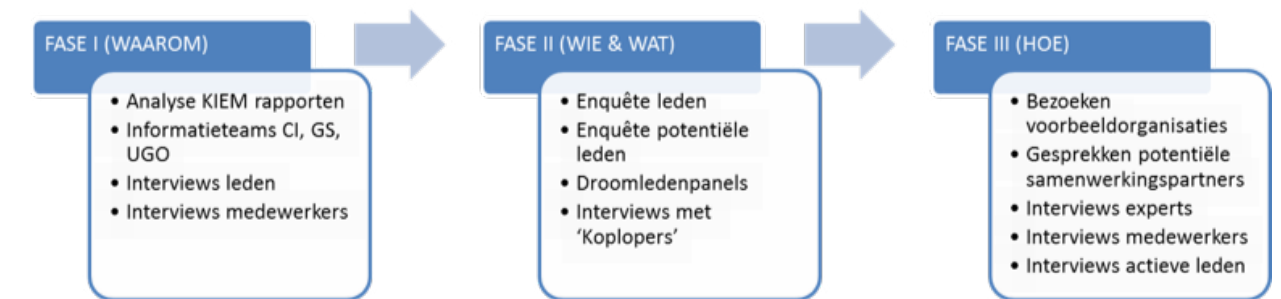 FASE I (WAAROM)
• Analyse KIEM rapporten
• Informatieteams CI, GS,
UGO
• Interviews leden
• Interviews medewerkers
FASE II (WIE & WAT)
• Enquête leden
• Enquête potentiële
leden
• Droomledenpanels
• Interviews met
‘Koplopers’
FASE III (HOE)
• Bezoeken
voorbeeldorganisaties
• Gesprekken potentiële
samenwerkingspartners
• Interviews experts
• Interviews medewerkers
• Interviews actieve leden